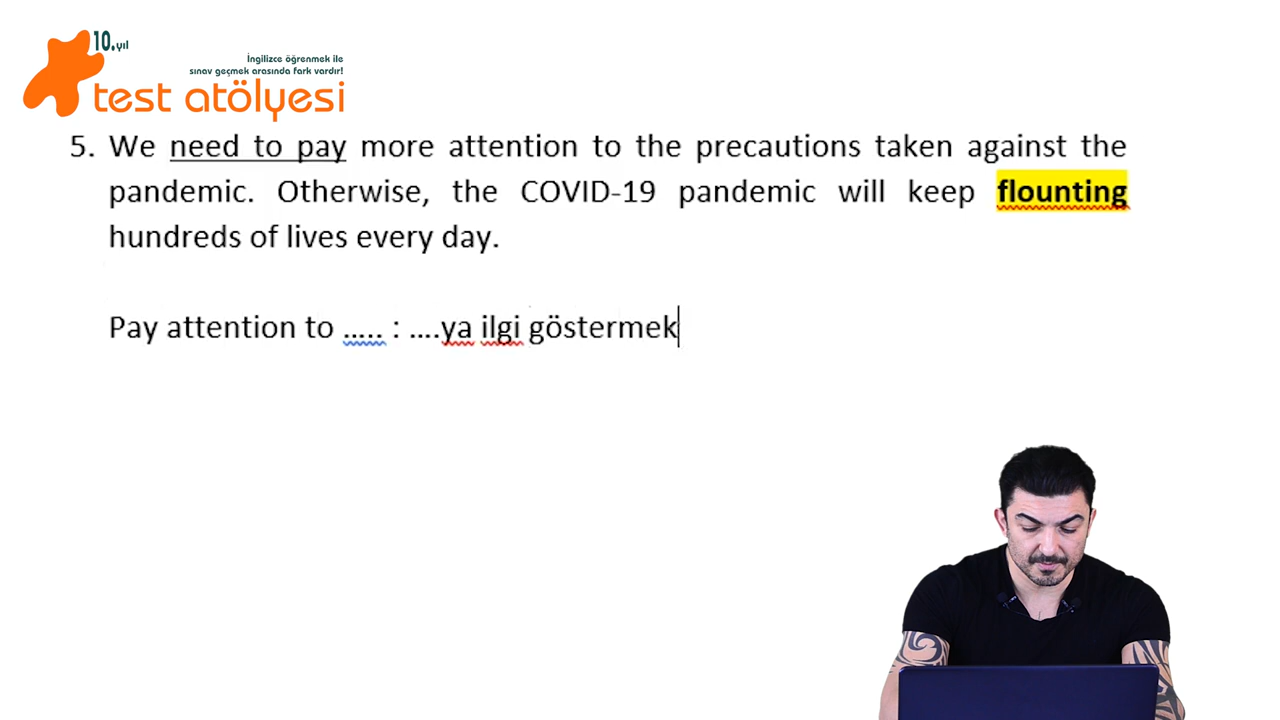 10.yıl
İngilizce öğrenmek ile
sınav geçmek arasında fark vardır!
test atölyesi
5. We need to pay more attention to the precautions taken against the
pandemic. Otherwise, the COVID-19 pandemic will keep flounting
hundreds of lives every day.
Pay attention to ..... : ....ya ilgi göstermek